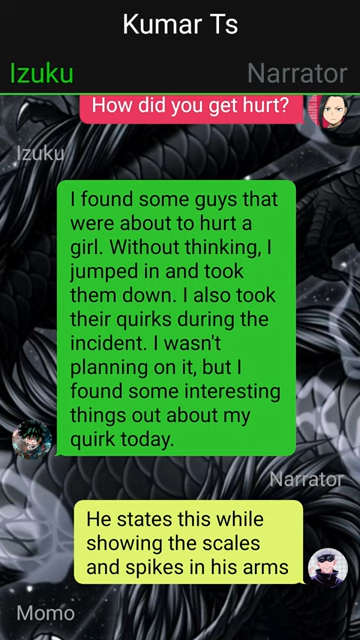 Kumar Ts
Izuku
Narrator
How did you get hurt?
Izuku
I found some guys that
were about to hurt a
girl. Without thinking, I
jumped in and took
them down. I also took
their quirks during the
incident. I wasn't
planning on it, but I
found some interesting
things out about my
quirk today.
Narrator
He states this while
showing the scales
and spikes in his arms
Momo